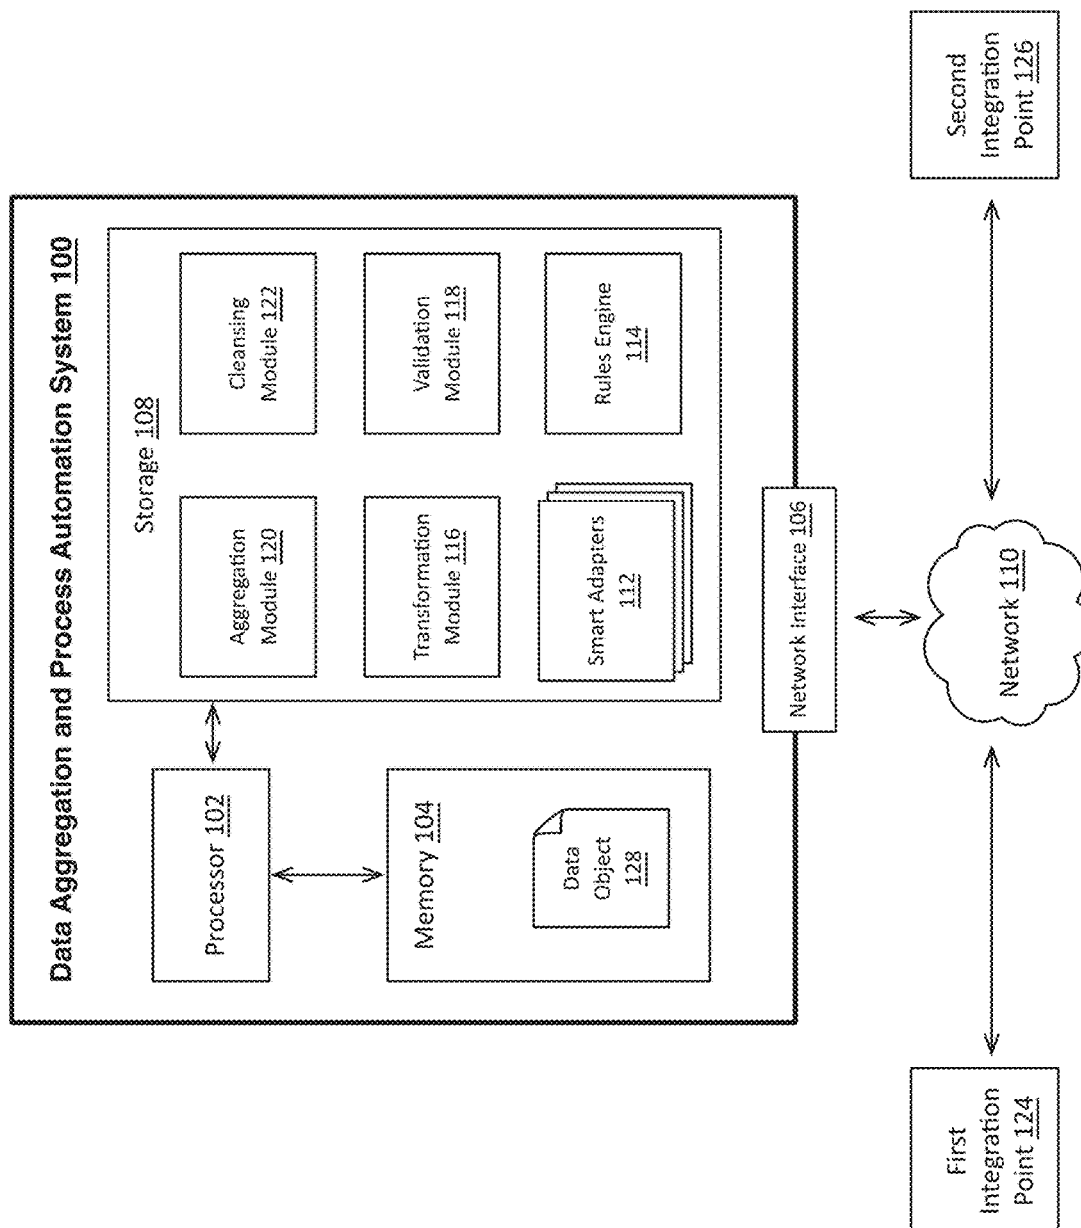 Data Aggregation and Process Automation System 100
Processor 102
Memory 104
Data
Object
128
Storage 108
Aggregation
Module 120
Cleansing
Module 122
Transformation
Module 116
Validation
Module 118
Smart Adapters
112
Rules Engine
114
Network Interface 106
First
Integration
Point 124
Network 110
Second
Integration
Point 126